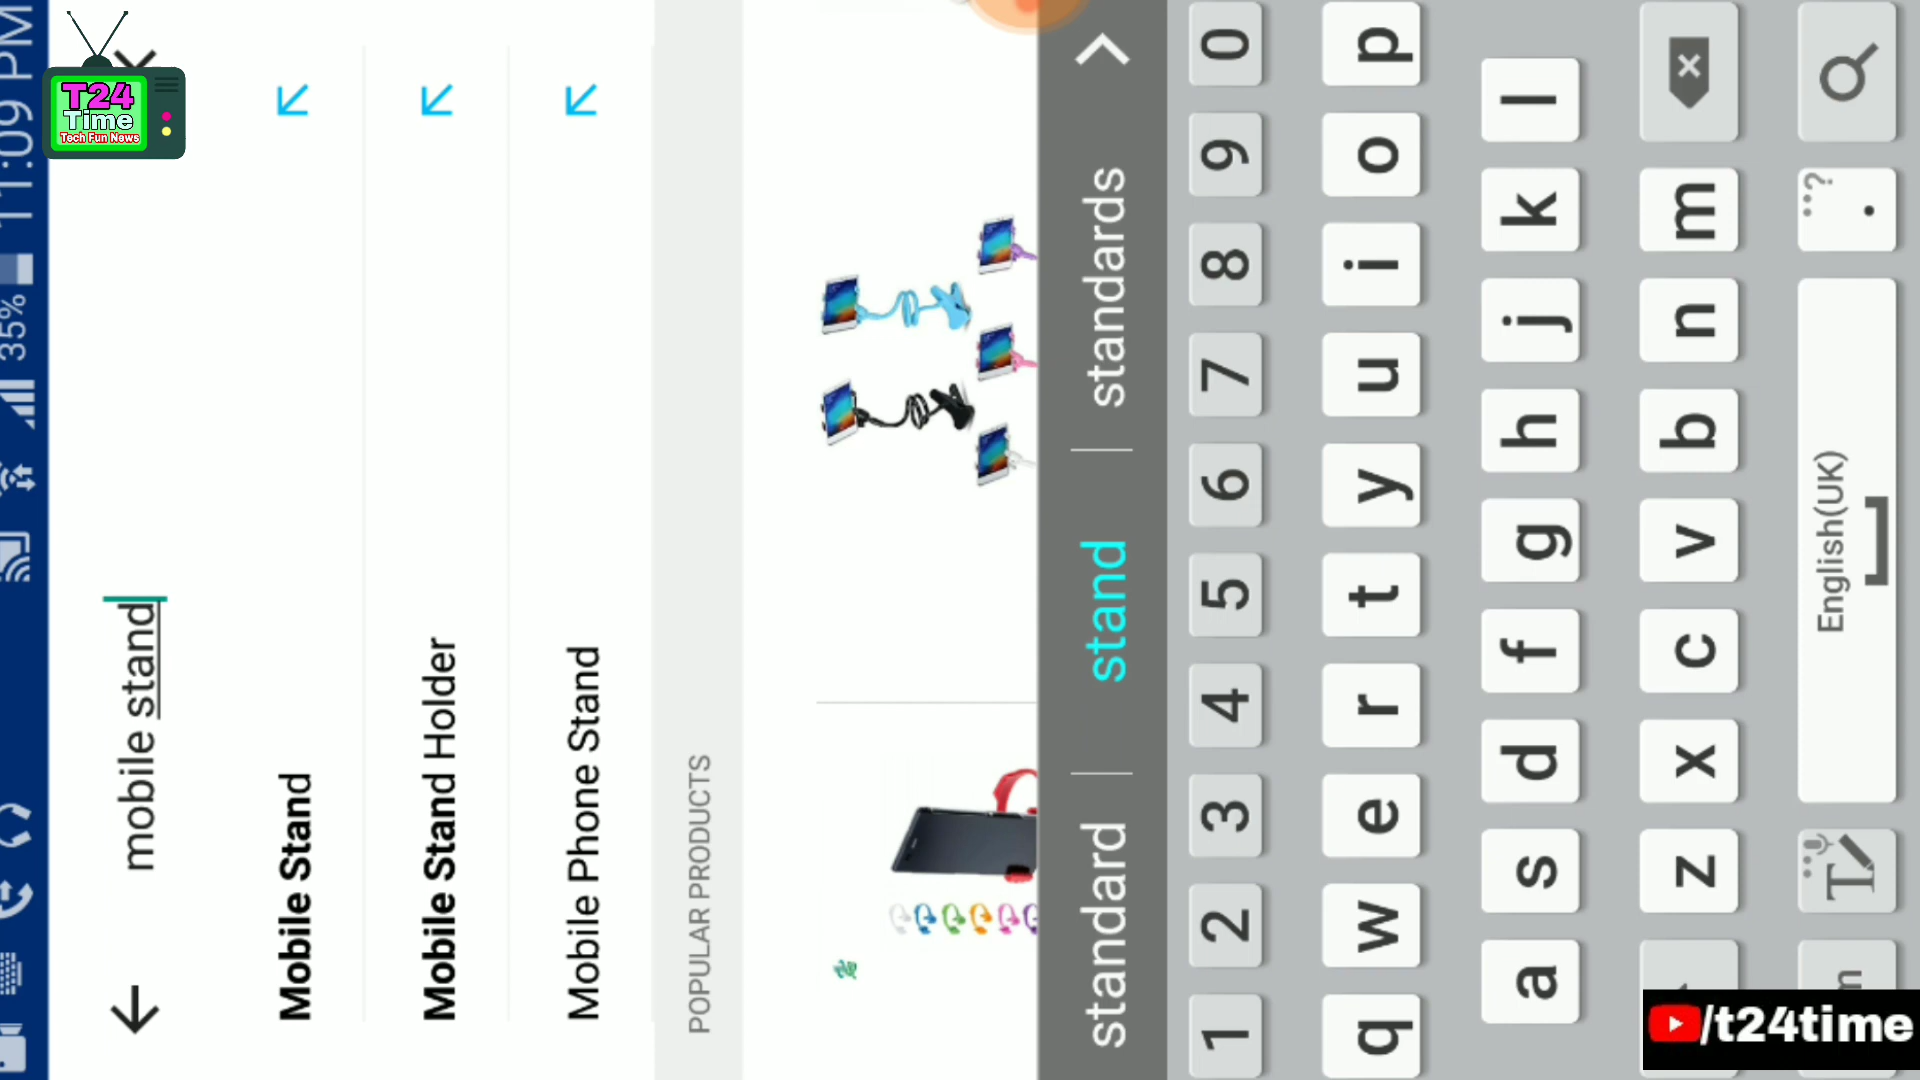 35% 11:09 PM
T24
Time
Tech Fun News
mobile stand
Mobile Stand
Mobile Stand Holder
Mobile Phone Stand
POPULAR PRODUCTS
standard stand standards
1 2 3 4 5 6 7 8 9 0
q w e r t y u i o p
a s d f g h j k l
z x c v b n m
English(UK) . ?
/t24time